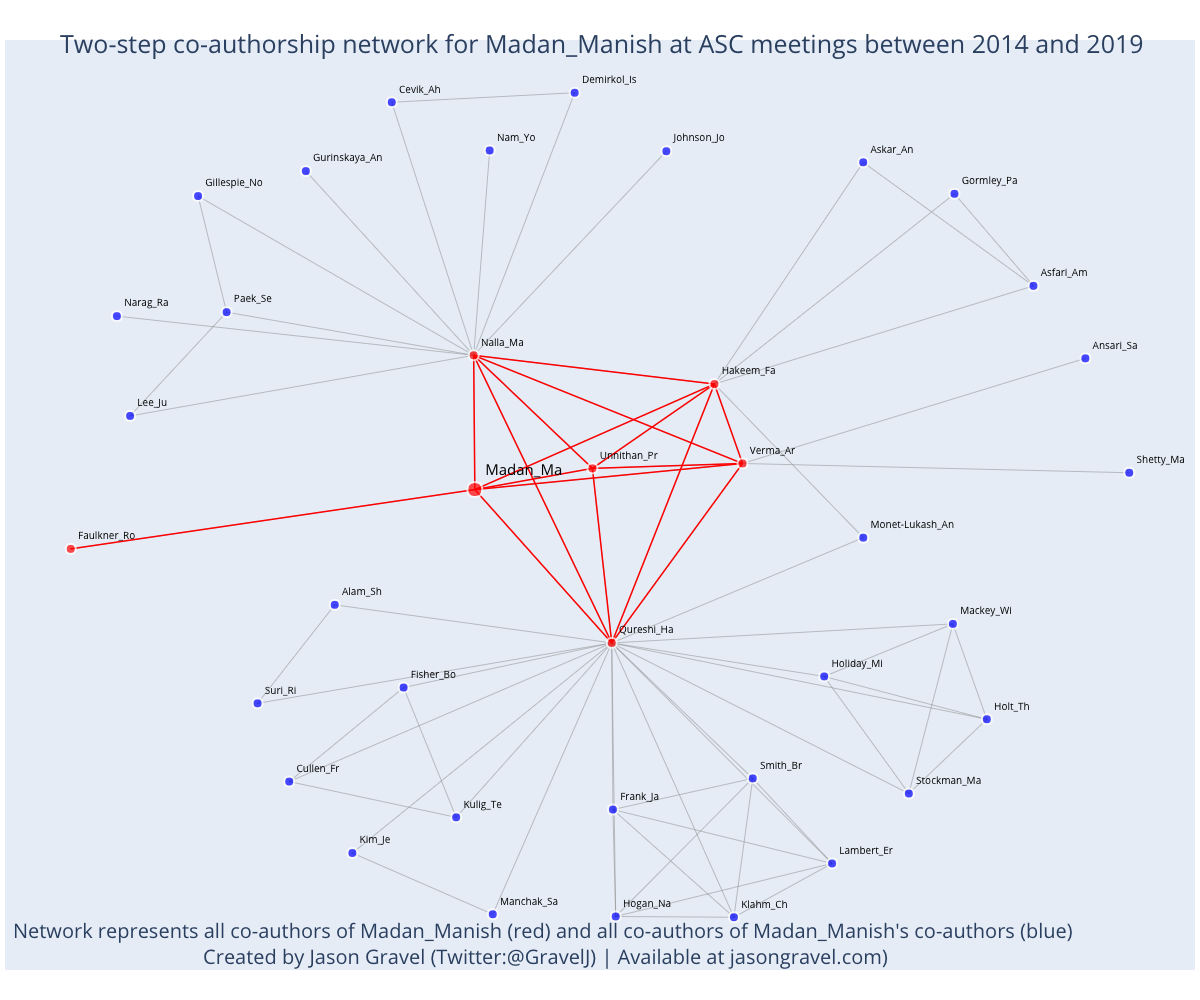 Two-step co-authorship network for Madan_Manish at ASC meetings between 2014 and 2019
Demirkol_Is
Cevik_Ah
Nam_Yo
Johnson_Jo
Askar_An
Gurinskaya_An
Gormley_Pa
Gillespie_No
Asfari_Am
Paek_Se
Narag_Ra
Nalla_Ma
Ansari_Sa
Hakeem_Fa
Lee_Ju
Verma_Ar
Unnithan_Pr
Shetty_Ma
Madan_Ma
Monet-Lukash_An
Faulkner_Ro
Alam_Sh
Mackey_Wi
Qureshi_Ha
Holiday_Mi
Fisher_Bo
Suri_Ri
Holt_Th
Smith_Br
Cullen_Fr
Stockman_Ma
Frank_Ja
Kulig_Te
Kim_Je
Lambert_Er
Manchak_Sa
Hogan_Na
Klahm_Ch
Network represents all co-authors of Madan_Manish (red) and all co-authors of Madan_Manish's co-authors (blue)
Created by Jason Gravel (Twitter:@GravelJ) | Available at jasongravel.com)